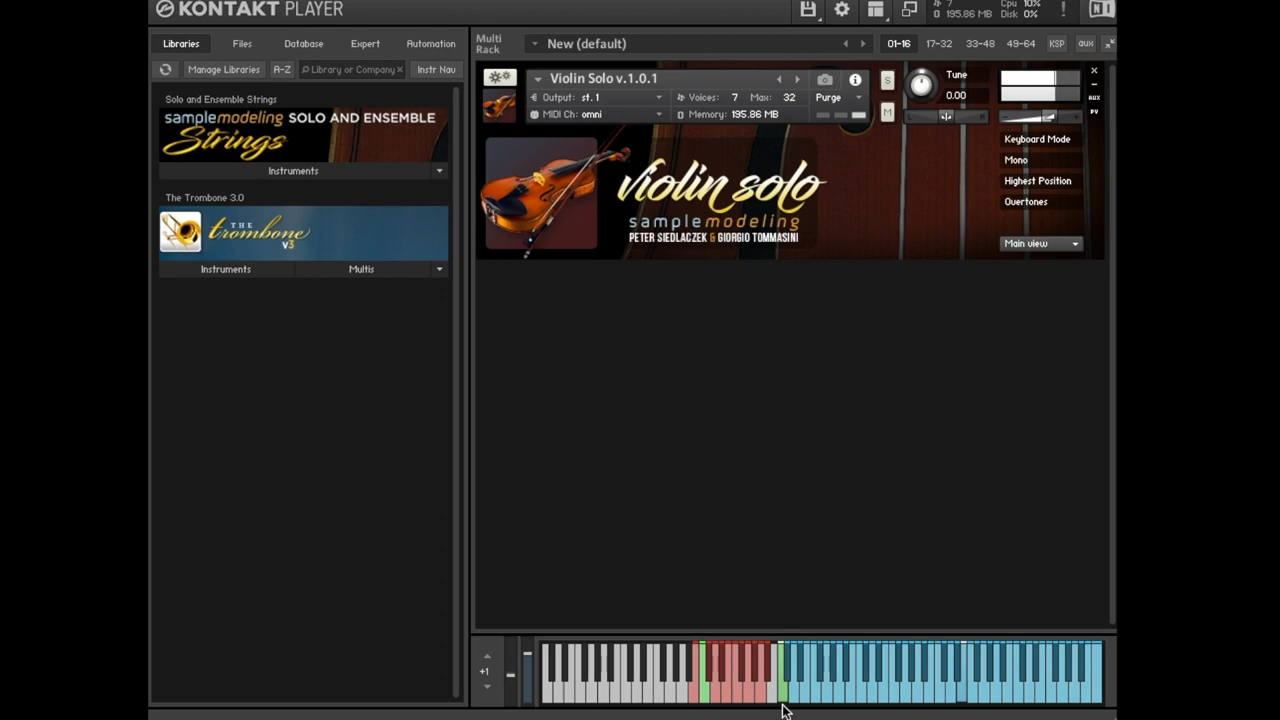 KONTAKT PLAYER
7
195.86 MB
Cpu 10%
Disk 0%
!
Libraries
Files
Database
Expert
Automation
Manage Libraries
A-Z
Library or Company
Instr Nav
Solo and Ensemble Strings
samplemodeling SOLO AND ENSEMBLE
Strings
Instruments
The Trombone 3.0
THE
trombone
V3
Instruments
Multis
Multi
Rack
New (default)
01-16
17-32
33-48
49-64
KSP
aux
Violin Solo v.1.0.1
Output: st.1
Voices: 7 Max: 32
Purge
MIDI Ch: omni
Memory: 195.86 MB
S
M
Tune
0.00
L
R
aux
pv
violin solo
samplemodeling
PETER SIEDLACZEK & GIORGIO TOMMASINI
Keyboard Mode
Mono
Highest Position
Overtones
Main view
+1